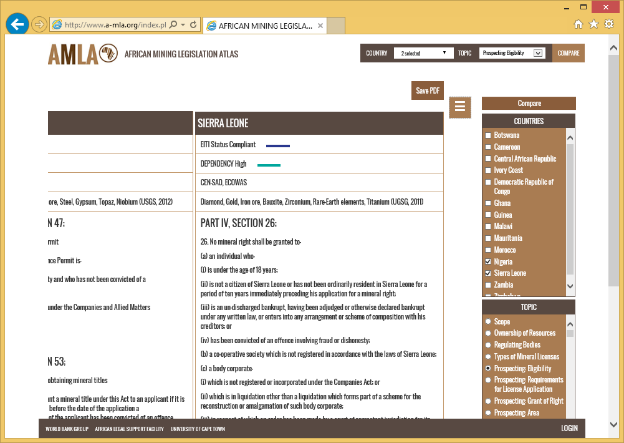 http://www.a-mla.org/index.pl
AFRICAN MINING LEGISLA...
AMLA AFRICAN MINING LEGISLATION ATLAS
COUNTRY 2 selected TOPIC Prospecting: Eligibility COMPARE
Save PDF
Compare
COUNTRIES
Botswana
Cameroon
Central African Republic
Ivory Coast
Democratic Republic of
Congo
Ghana
Guinea
Malawi
Mauritania
Morocco
Nigeria
Sierra Leone
Zambia
Zimbabwe
TOPIC
Scope
Ownership of Resources
Regulating Bodies
Types of Mineral Licenses
Prospecting: Eligibility
Prospecting: Requirements
for License Application
Prospecting: Grant of Right
Prospecting: Area
ore, Steel, Gypsum, Topaz, Niobium (USGS, 2012)
N 47:
rmit
nce Permit is-
ty and who has not been convicted of a
under the Companies and Allied Matters
N 53:
obtaining mineral titles
nt a mineral title under this Act to an applicant if it is
before the date of the application a
of the applicant has been convicted of an offence
SIERRA LEONE
EITI Status Compliant
DEPENDENCY High
CEN-SAD, ECOWAS
Diamond, Gold, Iron ore, Bauxite, Zirconium, Rare-Earth elements, Titanium (UGSG, 2011)
PART IV, SECTION 26:
26. No mineral right shall be granted to-
(a) an individual who-
(i) is under the age of 18 years;
(ii) is not a citizen of Sierra Leone or has not been ordinarily resident in Sierra Leone for a
period of ten years immediately preceding his application for a mineral right;
(iii) is an un-discharged bankrupt, having been adjudged or otherwise declared bankrupt
under any written law, or enters into any arrangement or scheme of composition with his
creditors; or
(iv) has been convicted of an offence involving fraud or dishonesty;
(b) a co-operative society which is not registered in accordance with the laws of Sierra Leone;
(c) a body corporate-
(i) which is not registered or incorporated under the Companies Act; or
(ii) which is in liquidation other than a liquidation which forms part of a scheme for the
reconstruction or amalgamation of such body corporate;
WORLD BANK GROUP AFRICAN LEGAL SUPPORT FACILITY UNIVERSITY OF CAPE TOWN LOGIN